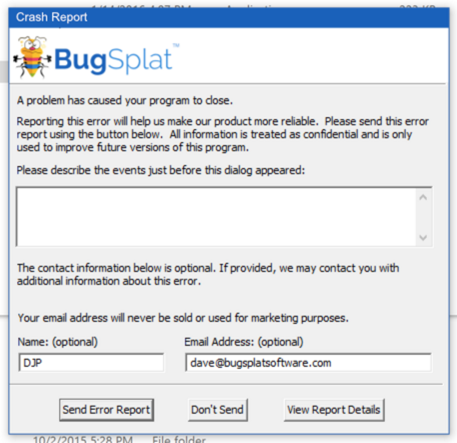 Crash Report
BugSplat™
A problem has caused your program to close.
Reporting this error will help us make our product more reliable. Please send this error
report using the button below. All information is treated as confidential and is only
used to improve future versions of this program.
Please describe the events just before this dialog appeared:
The contact information below is optional. If provided, we may contact you with
additional information about this error.
Your email address will never be sold or used for marketing purposes.
Name: (optional) Email Address: (optional)
DJP dave@bugsplatsoftware.com
Send Error Report Don't Send View Report Details
10/2/2015 5:28 PM File folder